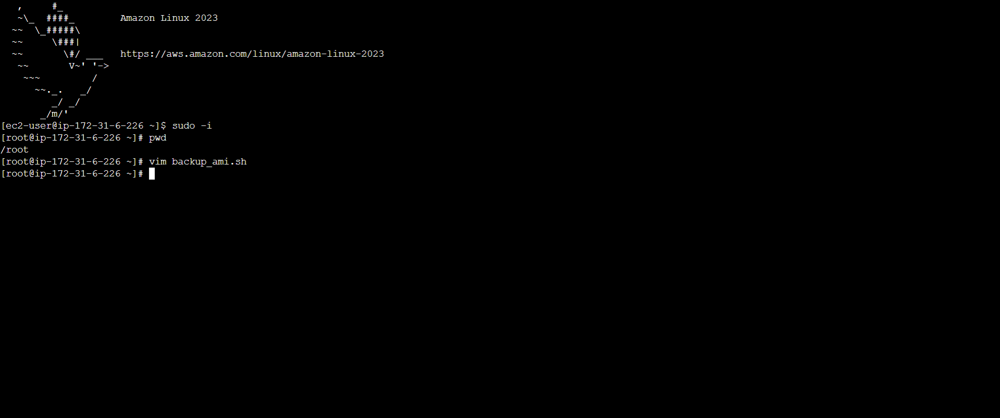 ,     #_
   ~\_  ####_        Amazon Linux 2023
  ~~  \_#####\
  ~~     \###|
  ~~       \#/ ___   https://aws.amazon.com/linux/amazon-linux-2023
   ~~       V~' '->
    ~~~         /
      ~~._.   _/
         _/ _/
       _/m/'
[ec2-user@ip-172-31-6-226 ~]$ sudo -i
[root@ip-172-31-6-226 ~]# pwd
/root
[root@ip-172-31-6-226 ~]# vim backup_ami.sh
[root@ip-172-31-6-226 ~]#